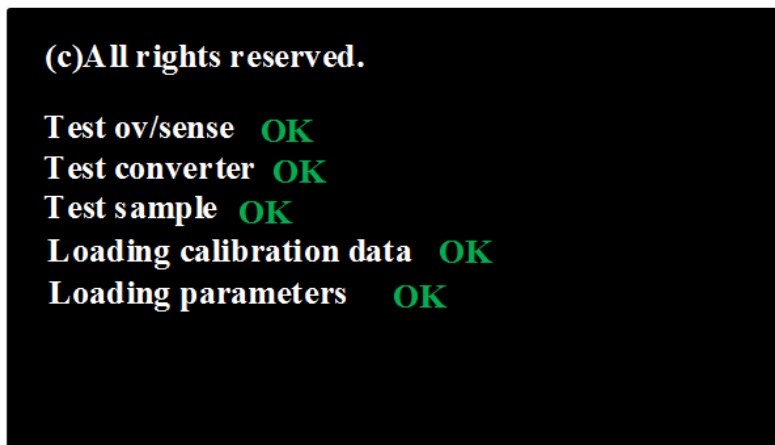 (c)All rights reserved.
Test ov/sense OK
Test converter OK
Test sample OK
Loading calibration data OK
Loading parameters OK